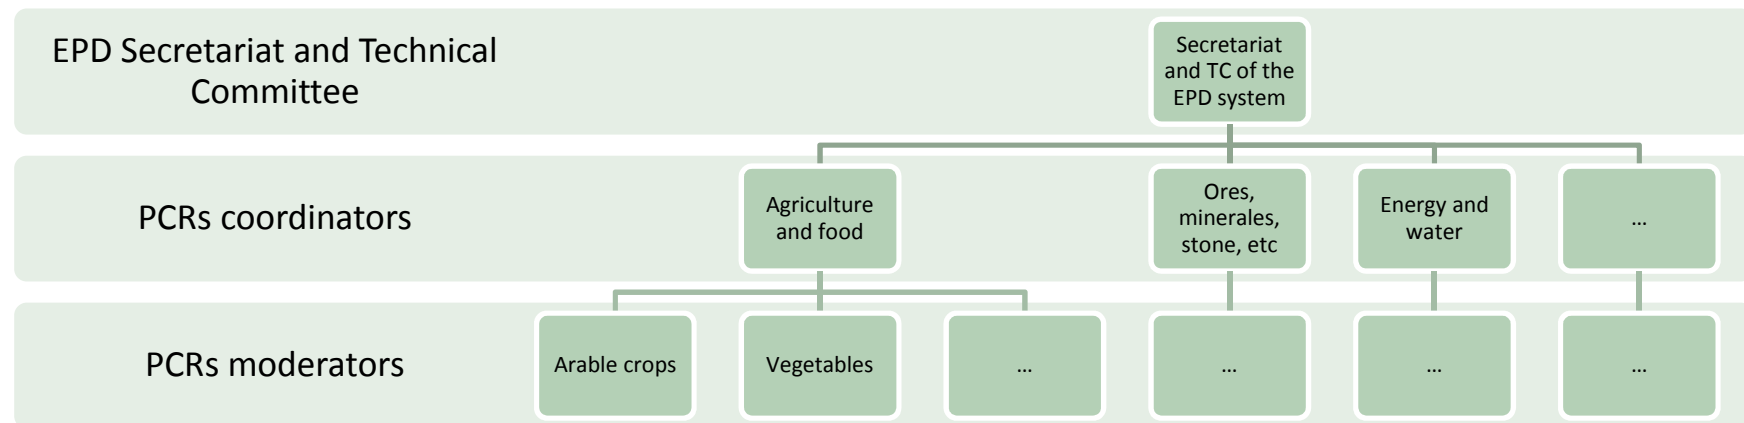 EPD Secretariat and Technical
Committee
Secretariat
and TC of the
EPD system
PCRs coordinators
Agriculture
and food
Ores,
minerales,
stone, etc
Energy and
water
...
PCRs moderators
Arable crops
Vegetables
...
...
...
...